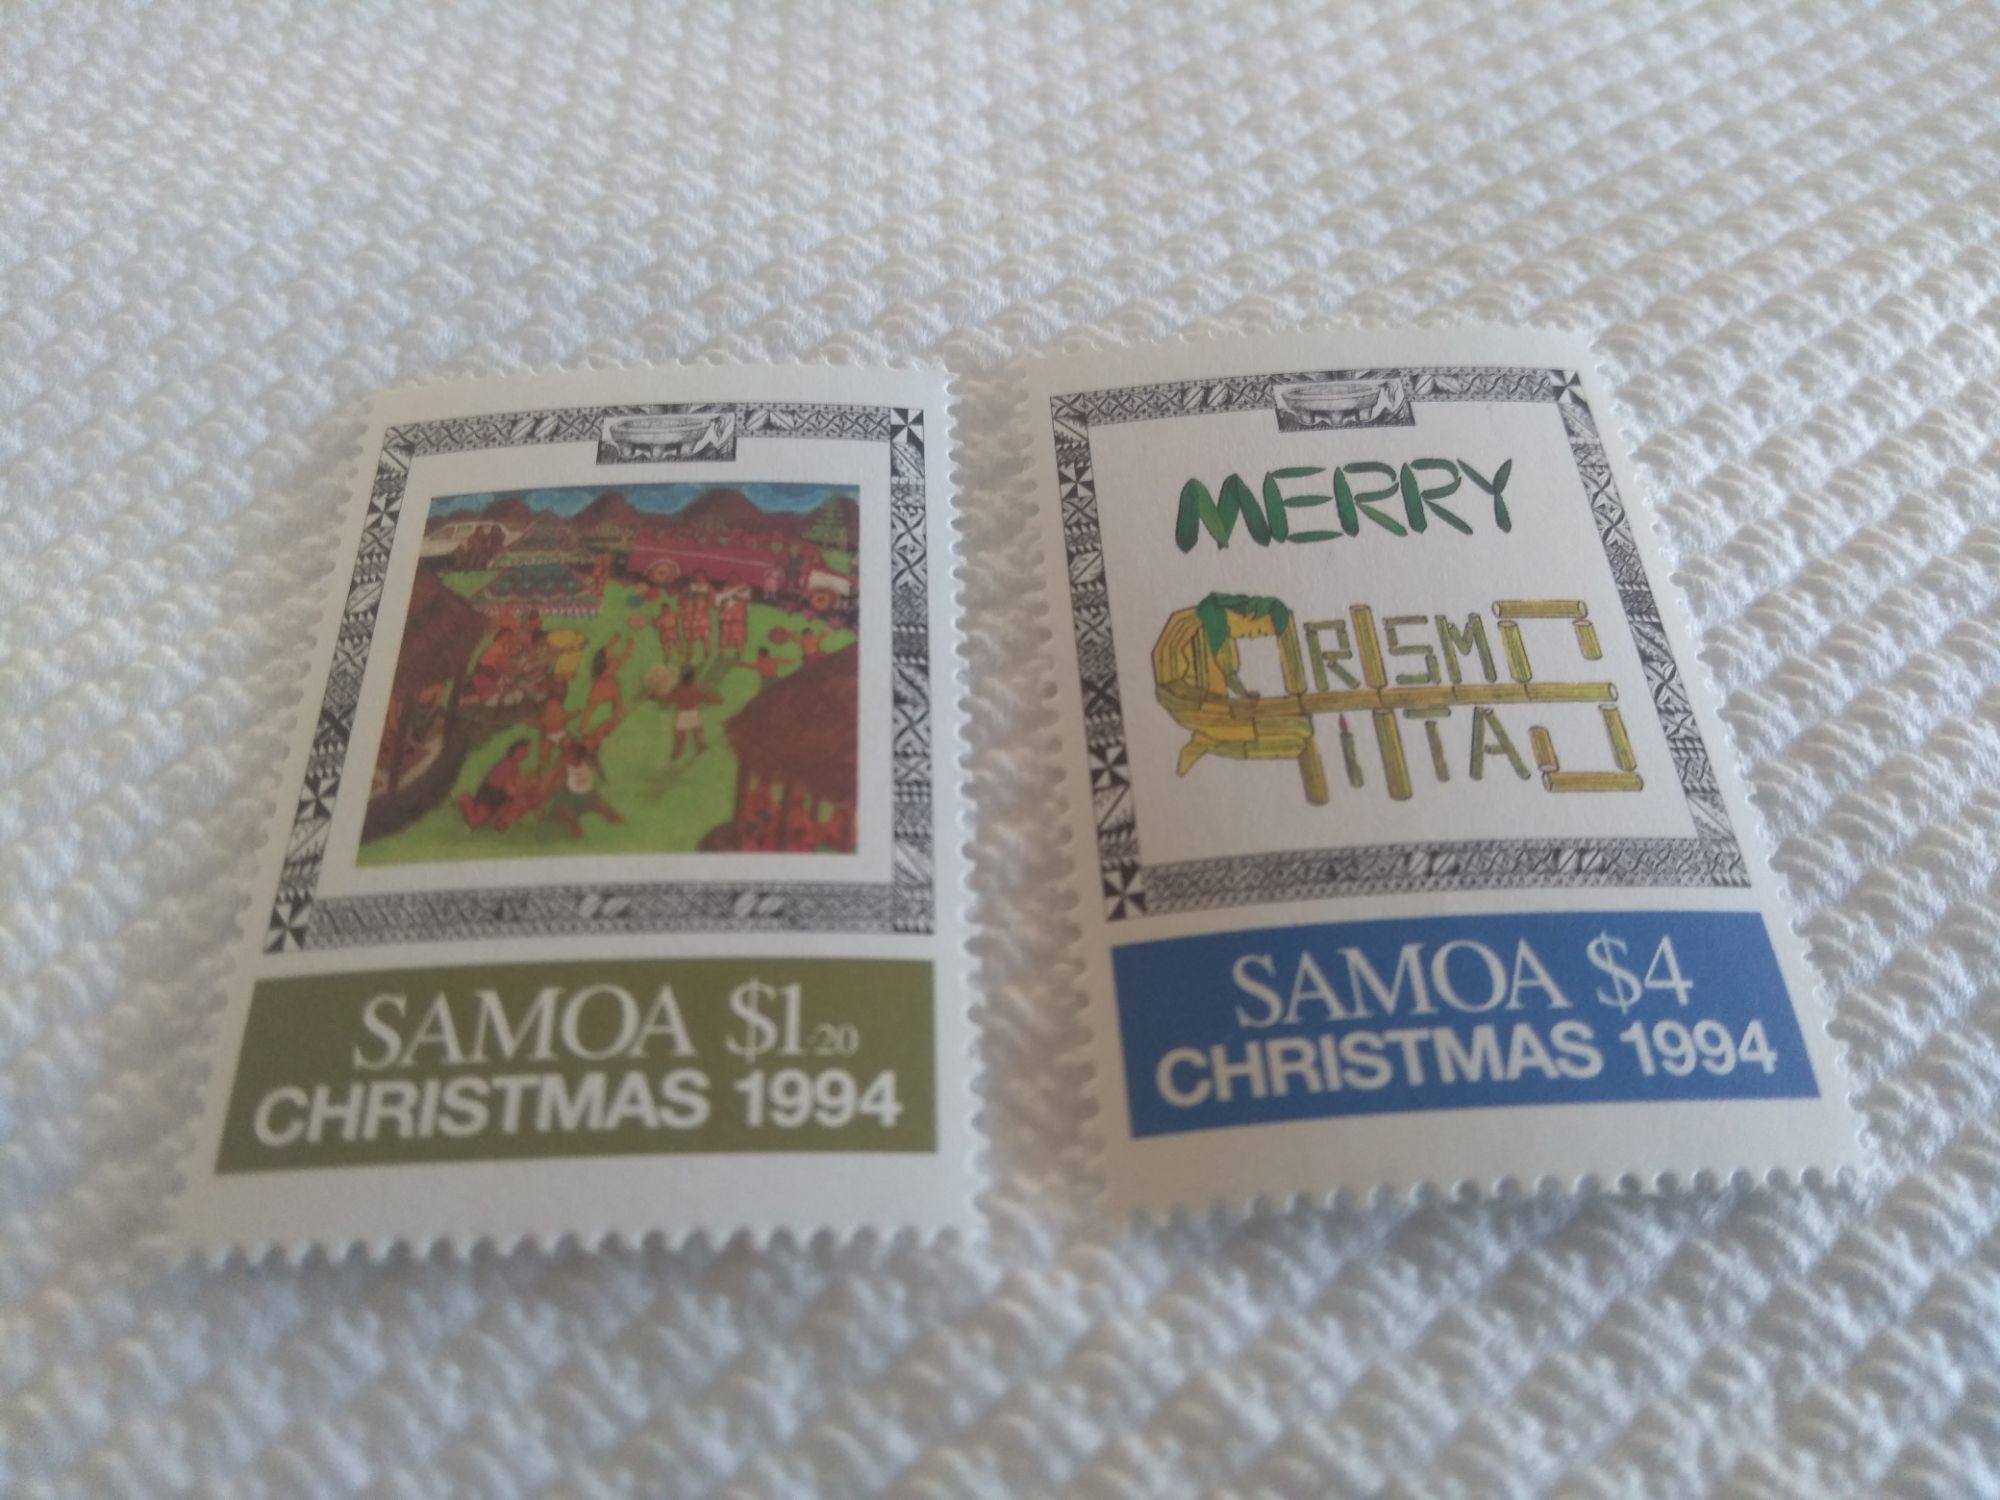 SAMOA $1.20
CHRISTMAS 1994
MERRY
SAMOA $4
CHRISTMAS 1994